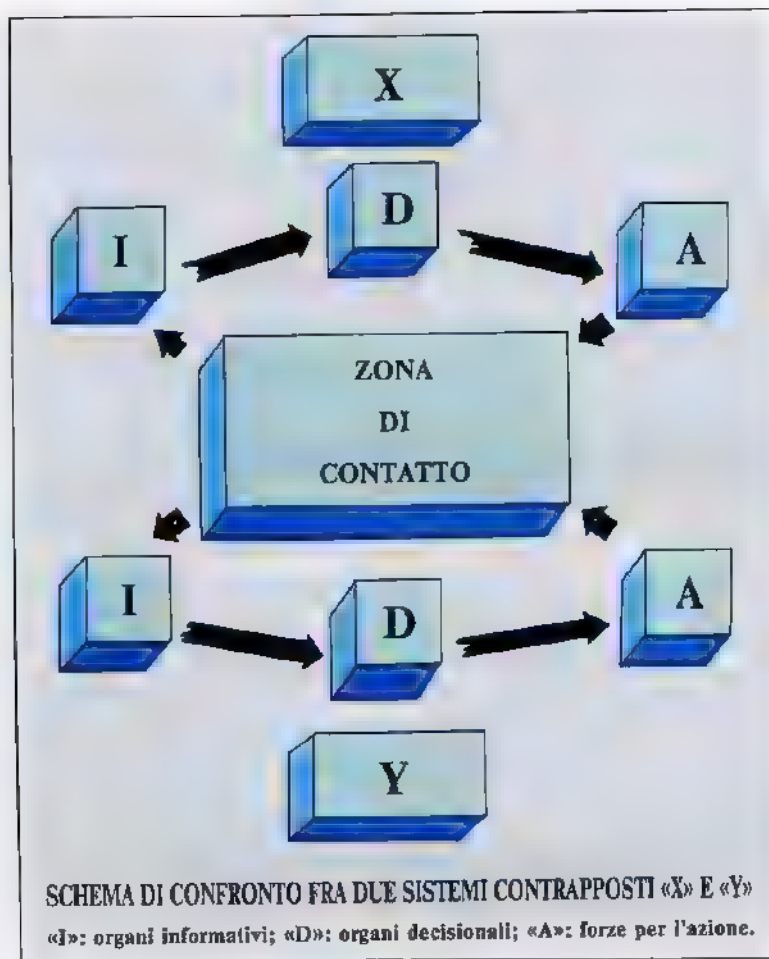 X
D
I
A
ZONA
DI
CONTATTO
I
D
A
Y
SCHEMA DI CONFRONTO FRA DUE SISTEMI CONTRAPPOSTI «X» E «Y»
«I»: organi informativi; «D»: organi decisionali; «A»: forze per l'azione.